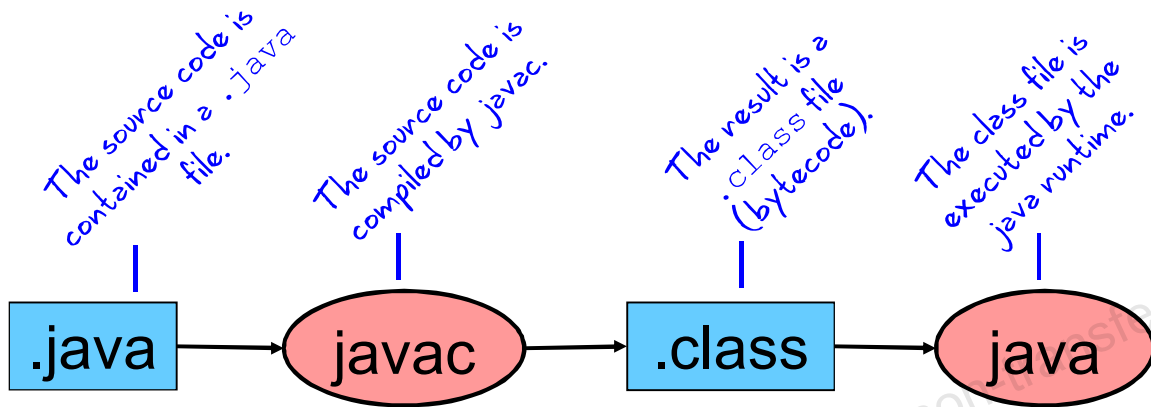 The source code is
contained in a .java
file.
The source code is
compiled by javac.
The result is a
.class file
(bytecode).
The class file is
executed by the
java runtime.
.java
javac
.class
java